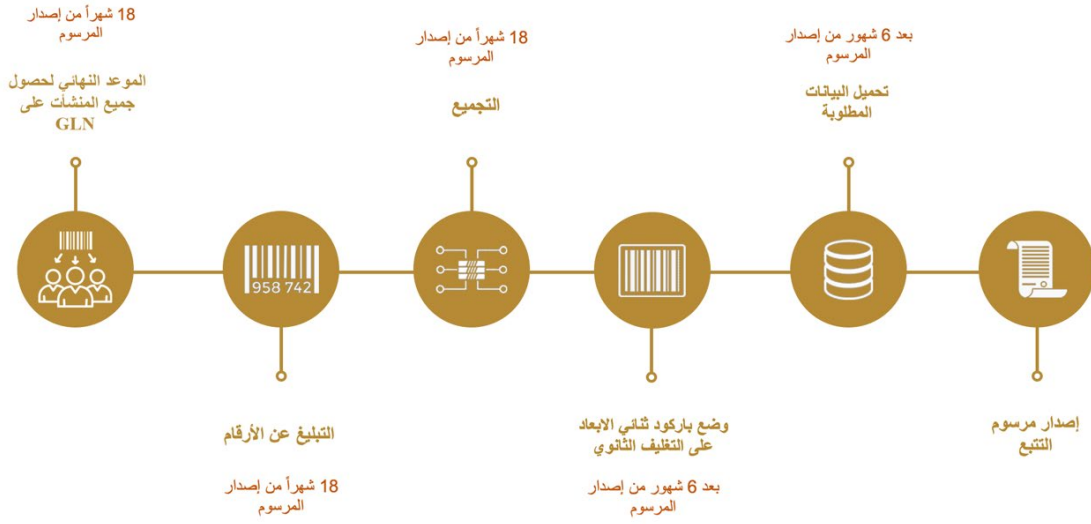 إصدار مرسوم
التتبع
بعد 6 شهور من إصدار
المرسوم
تحميل البيانات
المطلوبة
وضع باركود ثنائي الابعاد
على التغليف الثانوي
بعد 6 شهور من إصدار
المرسوم
18 شهراً من إصدار
المرسوم
التجميع
958 742
التبليغ عن الأرقام
18 شهراً من إصدار
المرسوم
18 شهراً من إصدار
المرسوم
الموعد النهائي لحصول
جميع المنشآت على
GLN